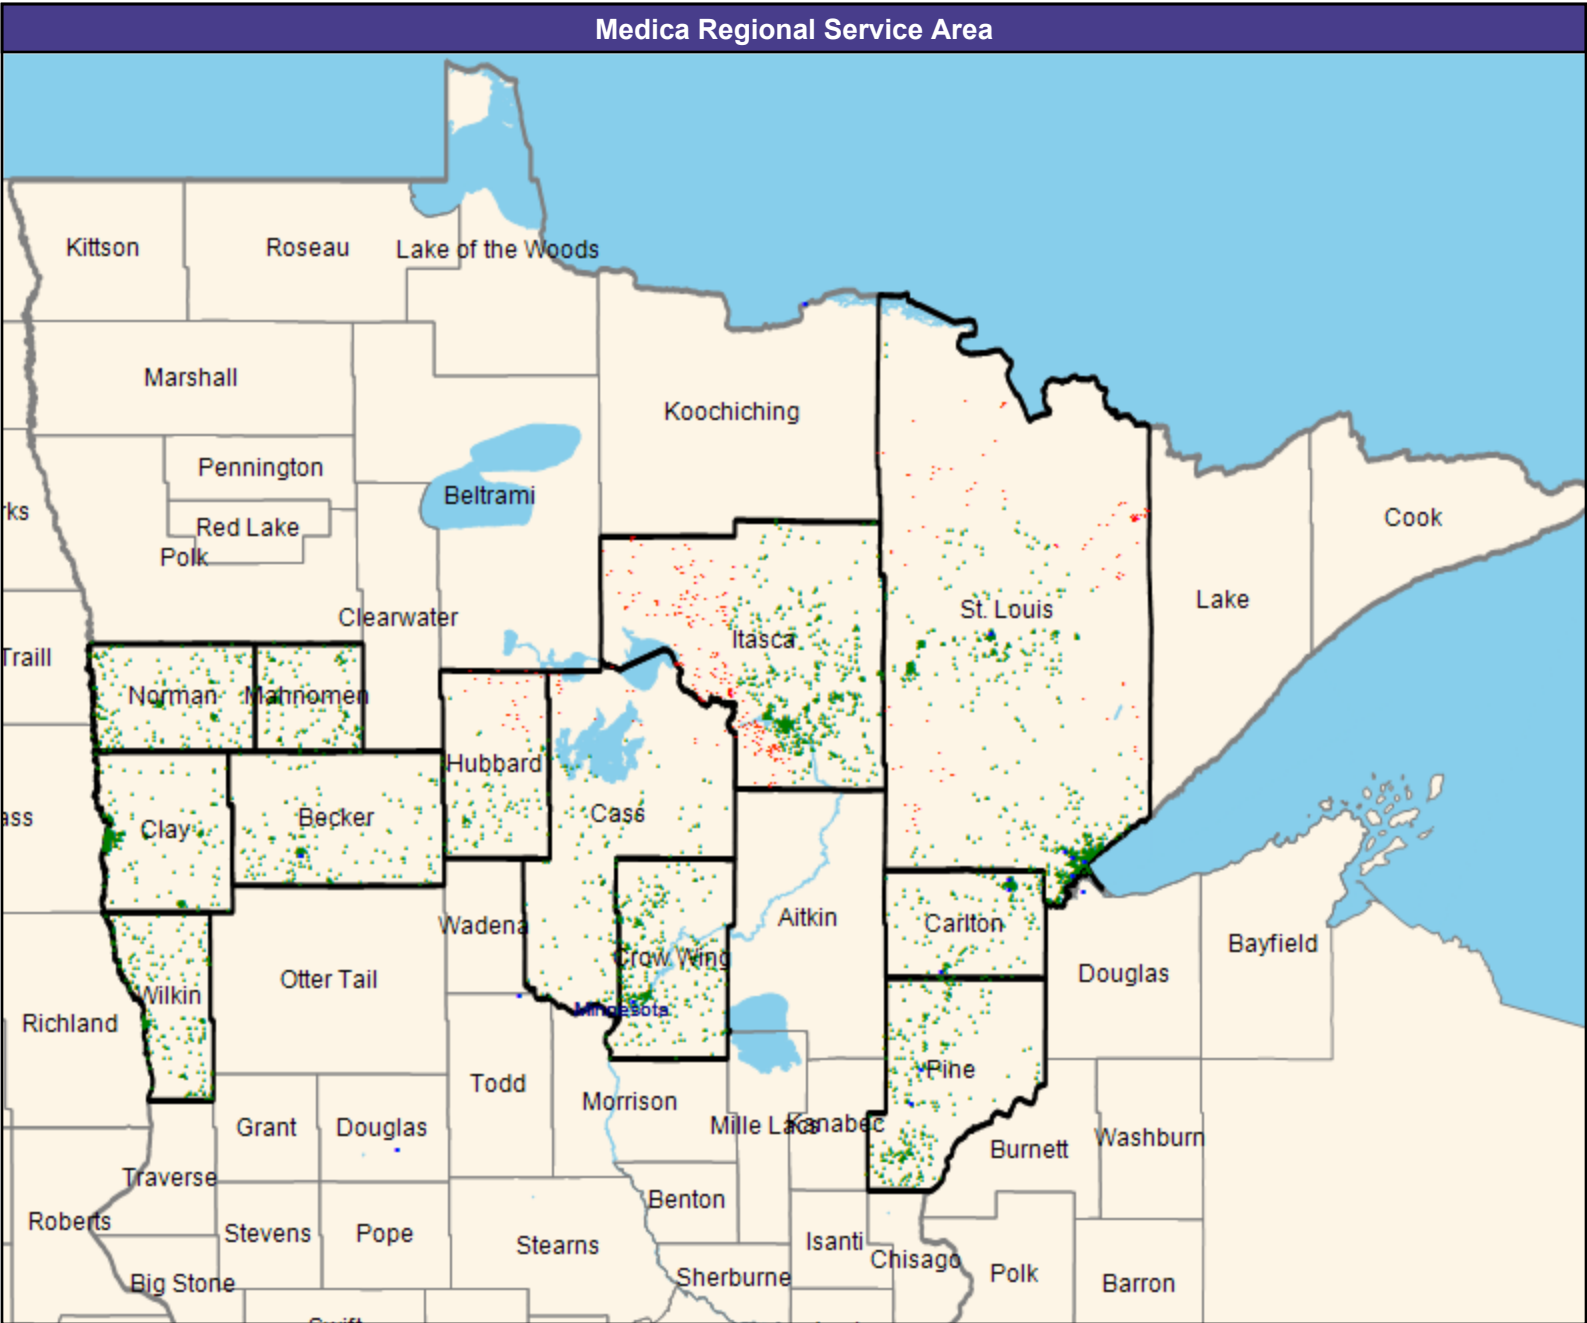 Medica Regional Service Area
Kittson
Roseau
Lake of the Woods
Marshall
Koochiching
Pennington
Beltrami
rks
Red Lake
Cook
Polk
Lake
St. Louis
Clearwater
Itasca
Traill
Norman
Mahnomen
Hubbard
ass
Clay
Becker
Cass
Wadena
Aitkin
Carlton
Crow Wing
Bayfield
Otter Tail
Douglas
Wilkin
Minnesota
Richland
Pine
Todd
Morrison
Grant
Douglas
Mille Lacs
Kanabec
Washburn
Burnett
Traverse
Benton
Roberts
Stevens
Pope
Stearns
Isanti
Chisago
Sherburne
Polk
Big Stone
Barron
Swift